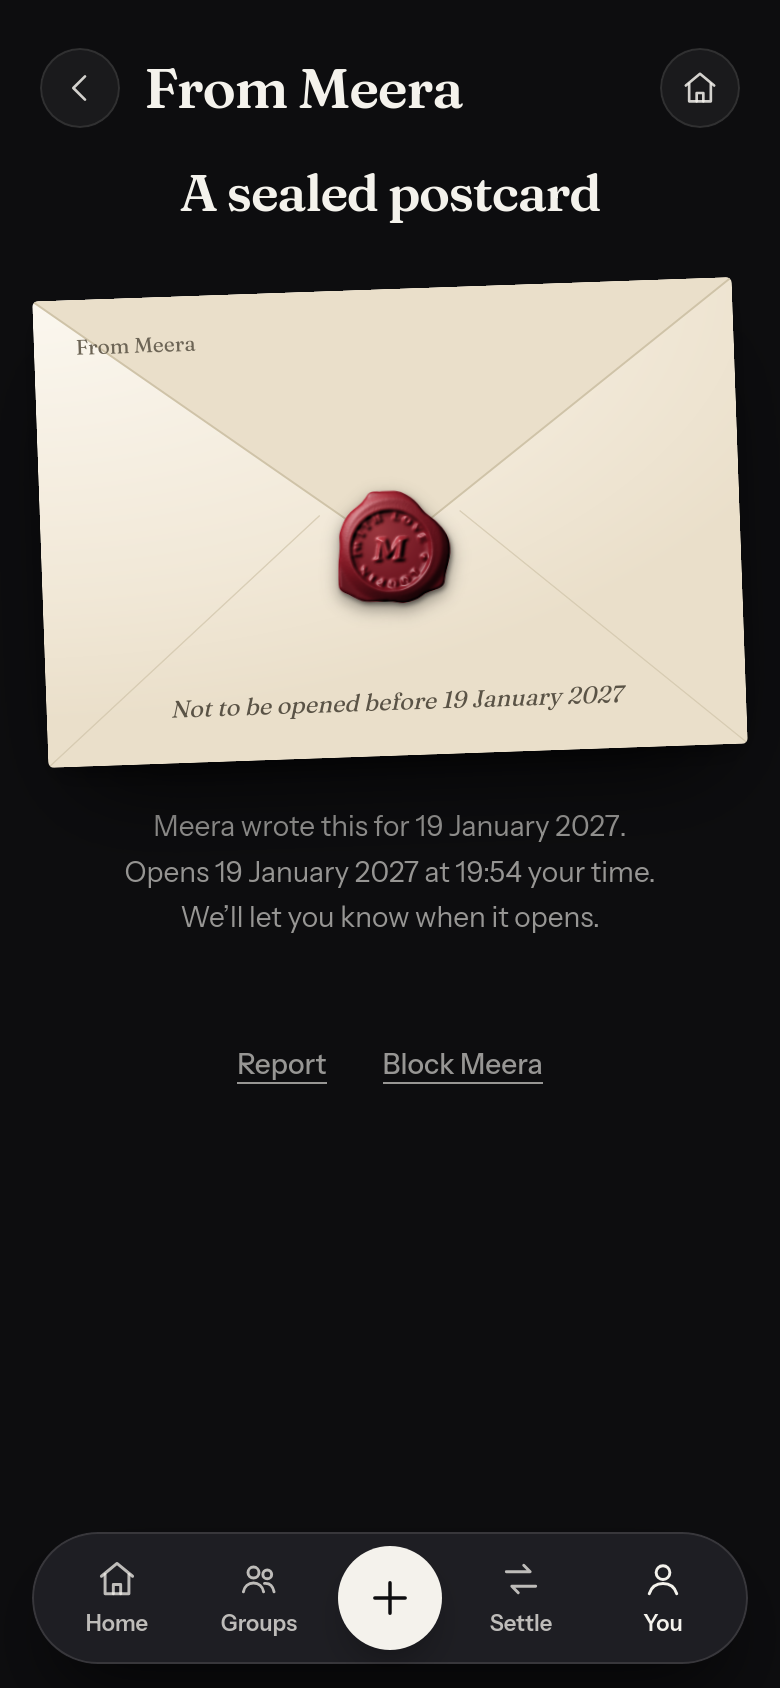 From Meera
A sealed postcard
From Meera
WITH LOVE
M
Not to be opened before 19 January 2027
Meera wrote this for 19 January 2027.
Opens 19 January 2027 at 19:54 your time.
We’ll let you know when it opens.
Report
Block Meera
Home
Groups
Settle
You